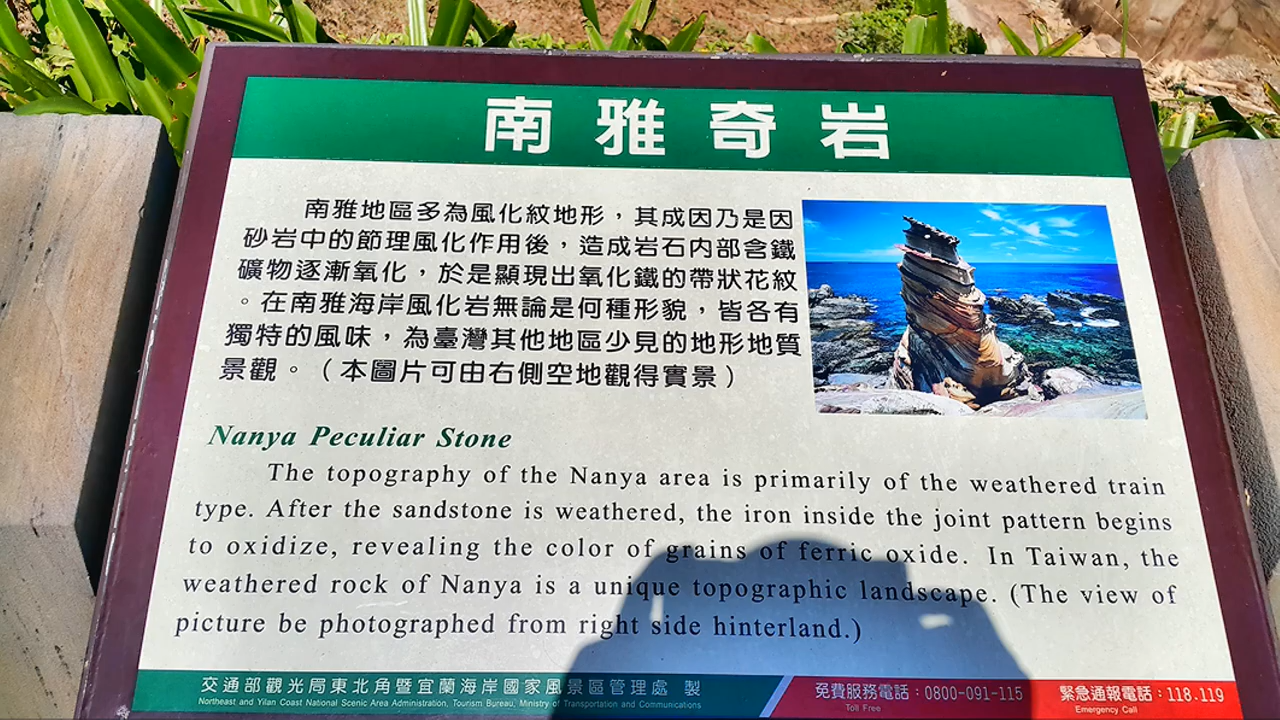 南雅奇岩
南雅地區多為風化紋地形，其成因乃是因
砂岩中的節理風化作用後，造成岩石內部含鐵
礦物逐漸氧化，於是顯現出氧化鐵的帶狀花紋
。在南雅海岸風化岩無論是何種形貌，皆各有
獨特的風味，為臺灣其他地區少見的地形地質
景觀。（本圖片可由右側空地觀得實景）
Nanya Peculiar Stone
The topography of the Nanya area is primarily of the weathered train
type. After the sandstone is weathered, the iron inside the joint pattern begins
to oxidize, revealing the color of grains of ferric oxide. In Taiwan, the
weathered rock of Nanya is a unique topographic landscape. (The view of
picture be photographed from right side hinterland.)
交通部觀光局東北角暨宜蘭海岸國家風景區管理處 製
Northeast and Yilan Coast National Scenic Area Administration, Tourism Bureau, Ministry of Transportation and Communications
免費服務電話：0800-091-115
Toll Free
緊急通報電話：118.119
Emergency Call